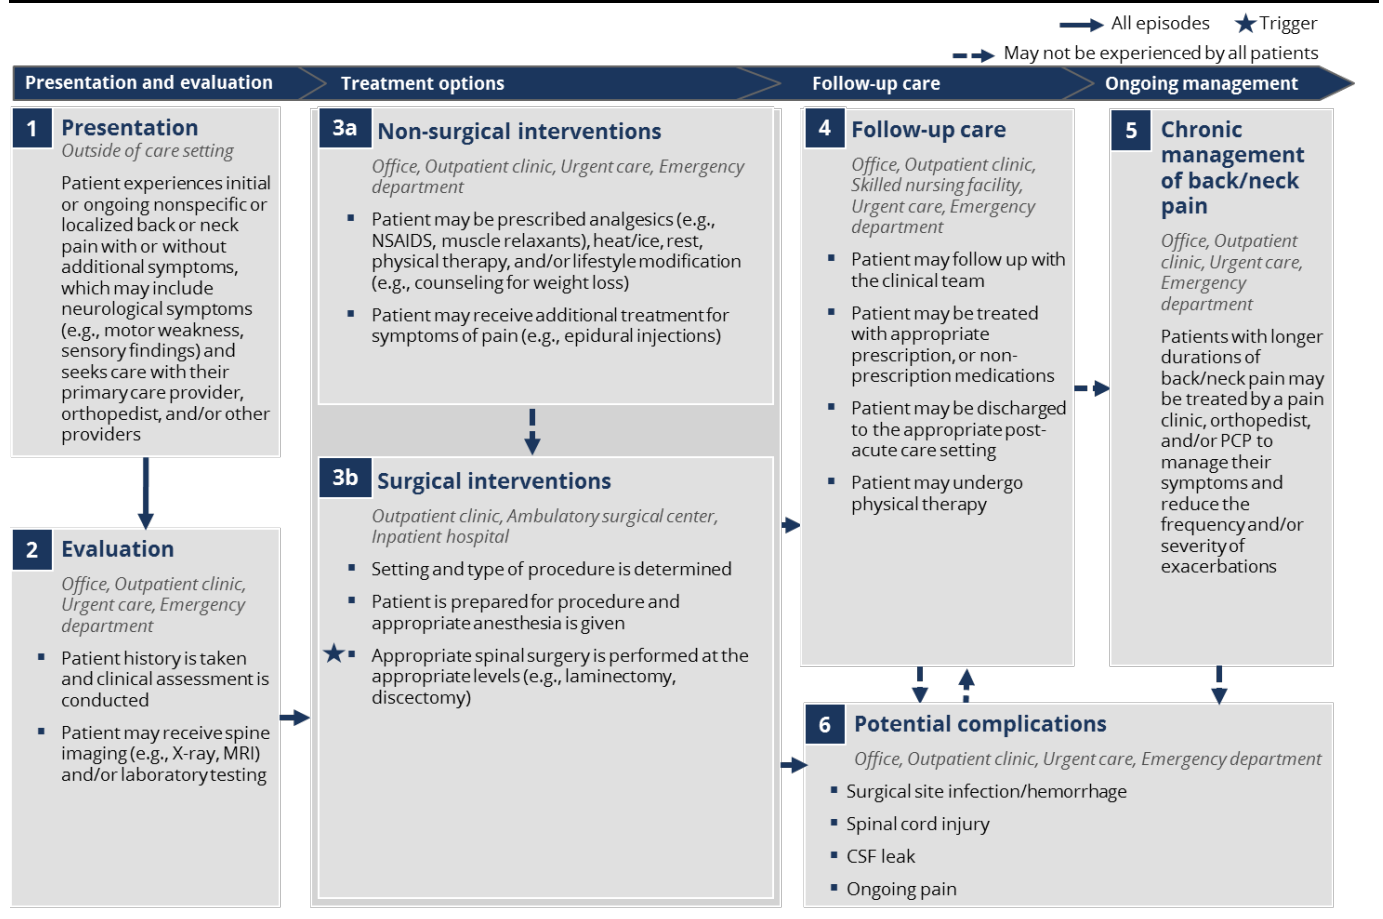 All episodes
Trigger
May not be experienced by all patients
Presentation and evaluation
Treatment options
Follow-up care
Ongoing management
1
Presentation
Outside of care setting
Patient experiences initial
or ongoing nonspecific or
localized back or neck
pain with or without
additional symptoms,
which may include
neurological symptoms
(e.g., motor weakness,
sensory findings) and
seeks care with their
primary care provider,
orthopedist, and/or other
providers
2
Evaluation
Office, Outpatient clinic,
Urgent care, Emergency
department
▪ Patient history is taken
and clinical assessment is
conducted
▪ Patient may receive spine
imaging (e.g., X-ray, MRI)
and/or laboratory testing
3a
Non-surgical interventions
Office, Outpatient clinic, Urgent care, Emergency
department
▪ Patient may be prescribed analgesics (e.g.,
NSAIDS, muscle relaxants), heat/ice, rest,
physical therapy, and/or lifestyle modification
(e.g., counseling for weight loss)
▪ Patient may receive additional treatment for
symptoms of pain (e.g., epidural injections)
3b
Surgical interventions
Outpatient clinic, Ambulatory surgical center,
Inpatient hospital
▪ Setting and type of procedure is determined
▪ Patient is prepared for procedure and
appropriate anesthesia is given
▪ Appropriate spinal surgery is performed at the
appropriate levels (e.g., laminectomy,
discectomy)
4
Follow-up care
Office, Outpatient clinic,
Skilled nursing facility,
Urgent care, Emergency
department
▪ Patient may follow up with
the clinical team
▪ Patient may be treated
with appropriate
prescription, or non-
prescription medications
▪ Patient may be discharged
to the appropriate post-
acute care setting
▪ Patient may undergo
physical therapy
5
Chronic
management
of back/neck
pain
Office, Outpatient
clinic, Urgent care,
Emergency
department
Patients with longer
durations of
back/neck pain may
be treated by a pain
clinic, orthopedist,
and/or PCP to
manage their
symptoms and
reduce the
frequency and/or
severity of
exacerbations
6
Potential complications
Office, Outpatient clinic, Urgent care, Emergency department
▪ Surgical site infection/hemorrhage
▪ Spinal cord injury
▪ CSF leak
▪ Ongoing pain